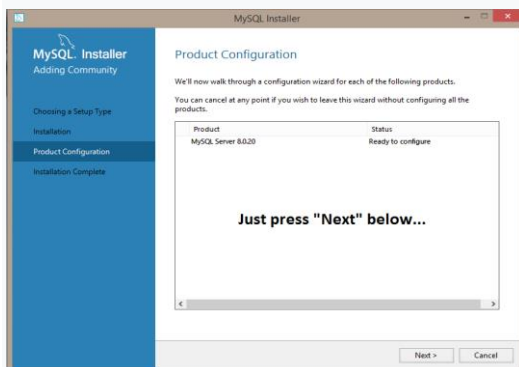 MySQL Installer
MySQL. Installer
Adding Community
Choosing a Setup Type
Installation
Product Configuration
Installation Complete
Product Configuration
We'll now walk through a configuration wizard for each of the following products.
You can cancel at any point if you wish to leave this wizard without configuring all the
products.
Product Status
MySQL Server 8.0.20 Ready to configure
Just press "Next" below...
Next > Cancel